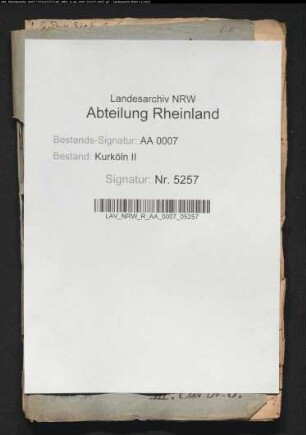 Landesarchiv NRW
Abteilung Rheinland
Bestands-Signatur: AA 0007
Bestand: Kurköln II
Signatur: Nr. 5257
LAV_NRW_R_AA_0007_05257